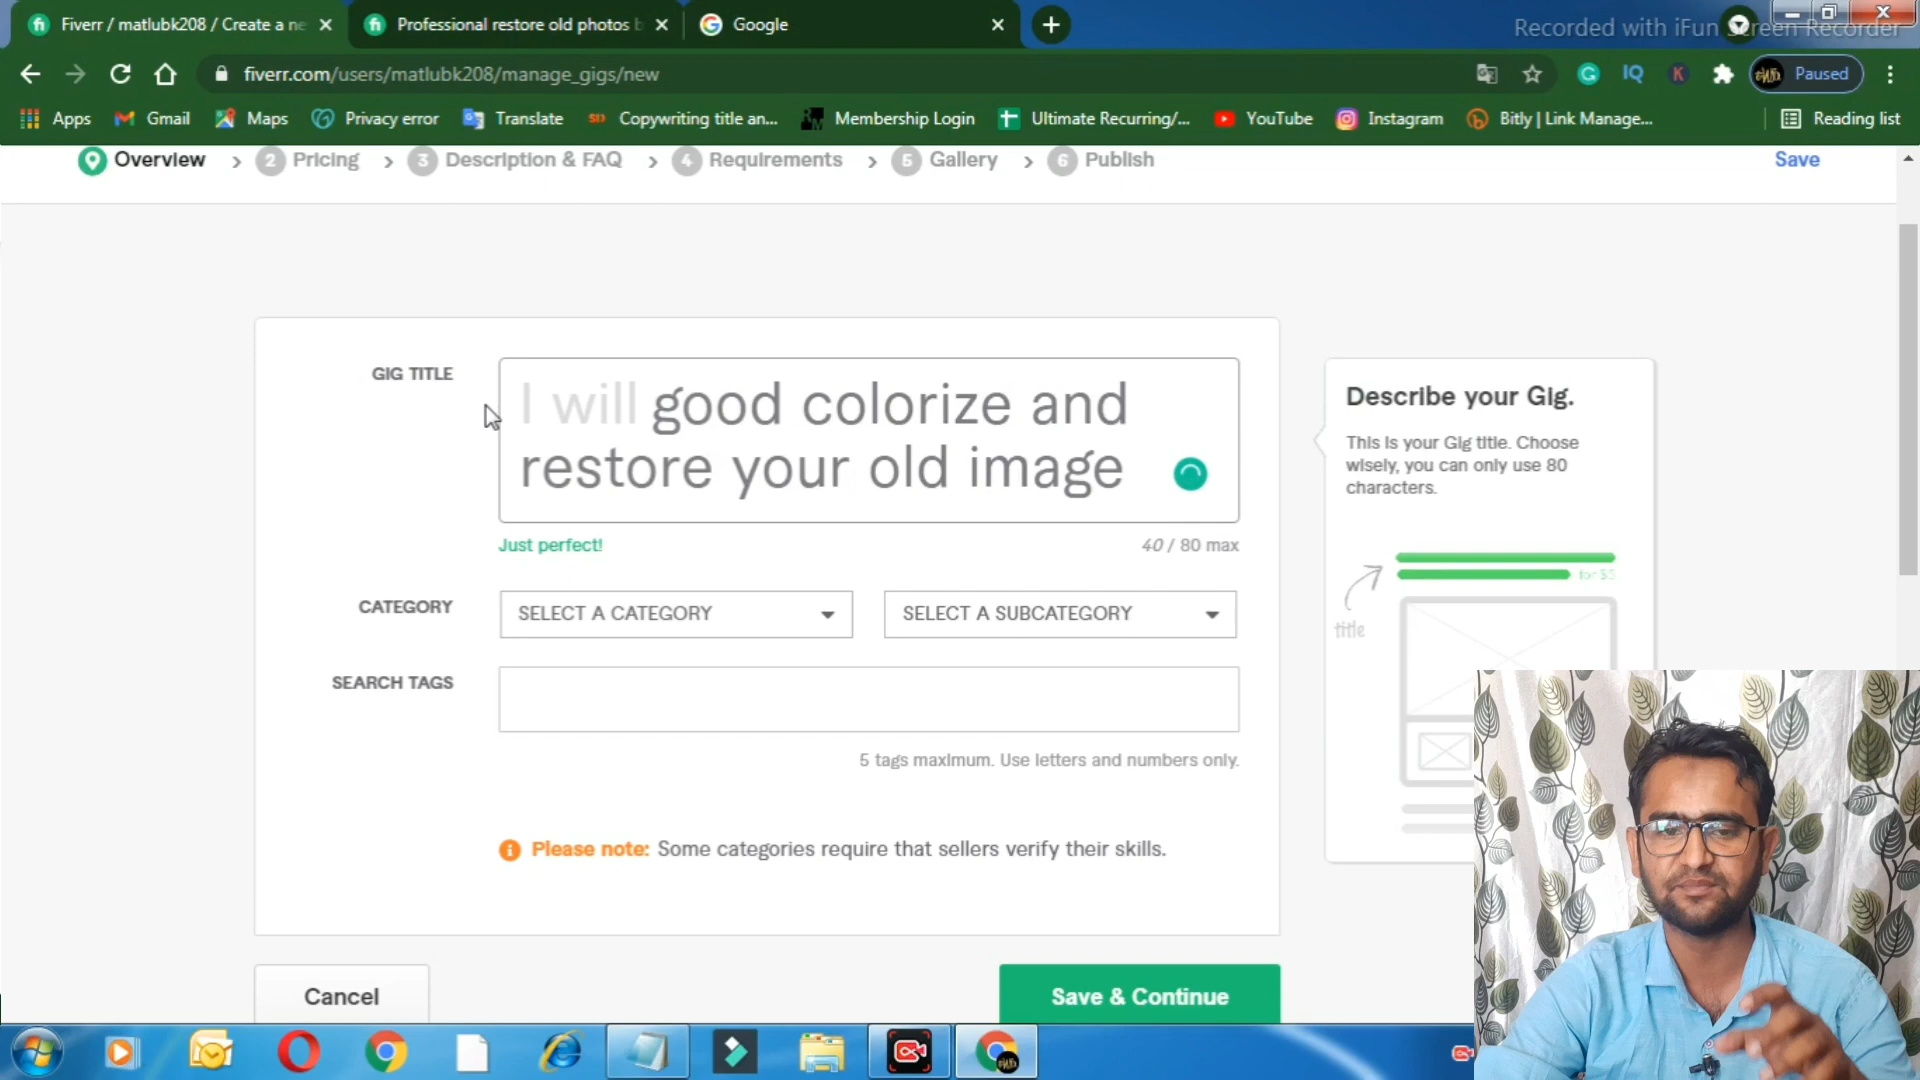 Fiverr / matlubk208 / Create a ne
Professional restore old photos b
Google
Recorded with iFun Screen Recorder
fiverr.com/users/matlubk208/manage_gigs/new
Paused
Apps
Gmail
Maps
Privacy error
Translate
Copywriting title an...
Membership Login
Ultimate Recurring/...
YouTube
Instagram
Bitly | Link Manage...
Reading list
Overview
2 Pricing
3 Description & FAQ
4 Requirements
5 Gallery
6 Publish
Save
GIG TITLE
I will good colorize and
restore your old image
Just perfect!
40 / 80 max
Describe your Gig.
This is your Gig title. Choose
wisely, you can only use 80
characters.
for $5
title
CATEGORY
SELECT A CATEGORY
SELECT A SUBCATEGORY
SEARCH TAGS
5 tags maximum. Use letters and numbers only.
Please note: Some categories require that sellers verify their skills.
Cancel
Save & Continue